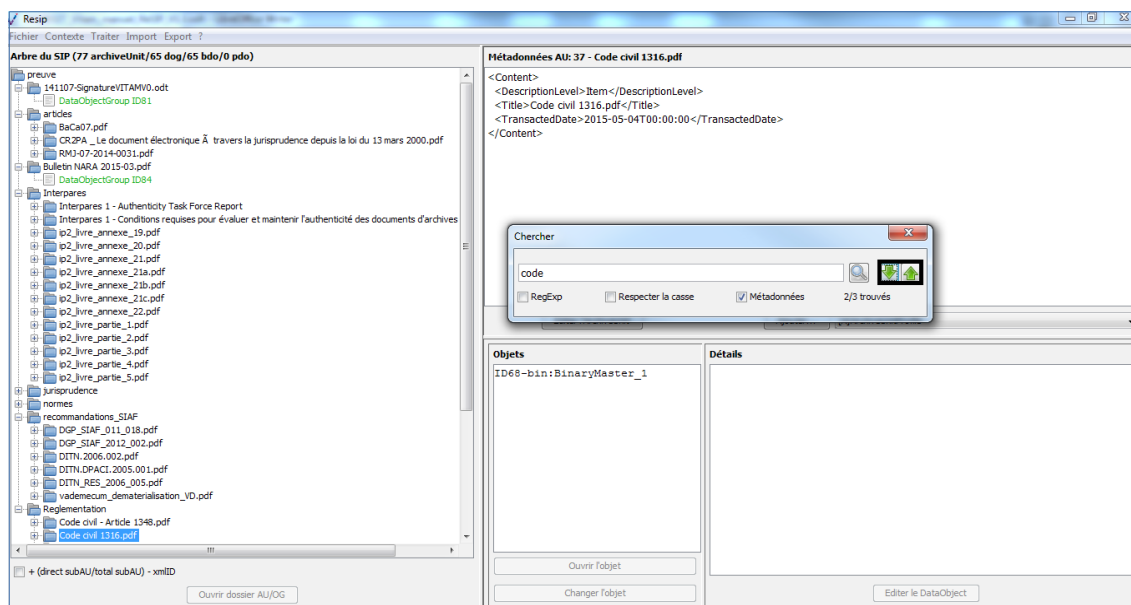 Resip
Fichier Contexte Traiter Import Export ?
Arbre du SIP (77 archiveUnit/65 dog/65 bdo/0 pdo)
preuve
141107-SignatureVITAMV0.odt
DataObjectGroup ID81
articles
BaCa07.pdf
CR2PA _ Le document électronique Ã  travers la jurisprudence depuis la loi du 13 mars 2000.pdf
RMJ-07-2014-0031.pdf
Bulletin NARA 2015-03.pdf
DataObjectGroup ID84
Interpares
Interpares 1 - Authenticity Task Force Report
Interpares 1 - Conditions requises pour évaluer et maintenir l'authenticité des documents d'archives
ip2_livre_annexe_19.pdf
ip2_livre_annexe_20.pdf
ip2_livre_annexe_21.pdf
ip2_livre_annexe_21a.pdf
ip2_livre_annexe_21b.pdf
ip2_livre_annexe_21c.pdf
ip2_livre_annexe_22.pdf
ip2_livre_partie_1.pdf
ip2_livre_partie_2.pdf
ip2_livre_partie_3.pdf
ip2_livre_partie_4.pdf
ip2_livre_partie_5.pdf
jurisprudence
normes
recommandations_SIAF
DGP_SIAF_011_018.pdf
DGP_SIAF_2012_002.pdf
DITN.2006.002.pdf
DITN.DPACI.2005.001.pdf
DITN_RES_2006_005.pdf
vademecum_dematerialisation_VD.pdf
Reglementation
Code civil - Article 1348.pdf
Code civil 1316.pdf
+ (direct subAU/total subAU) - xmlID
Ouvrir dossier AU/OG
Métadonnées AU: 37 - Code civil 1316.pdf
<Content>
<DescriptionLevel>Item</DescriptionLevel>
<Title>Code civil 1316.pdf</Title>
<TransactedDate>2015-05-04T00:00:00</TransactedDate>
</Content>
Chercher
code
RegExp Respecter la casse Métadonnées 2/3 trouvés
Objets
ID68-bin:BinaryMaster_1
Ouvrir l'objet
Changer l'objet
Détails
Editer le DataObject